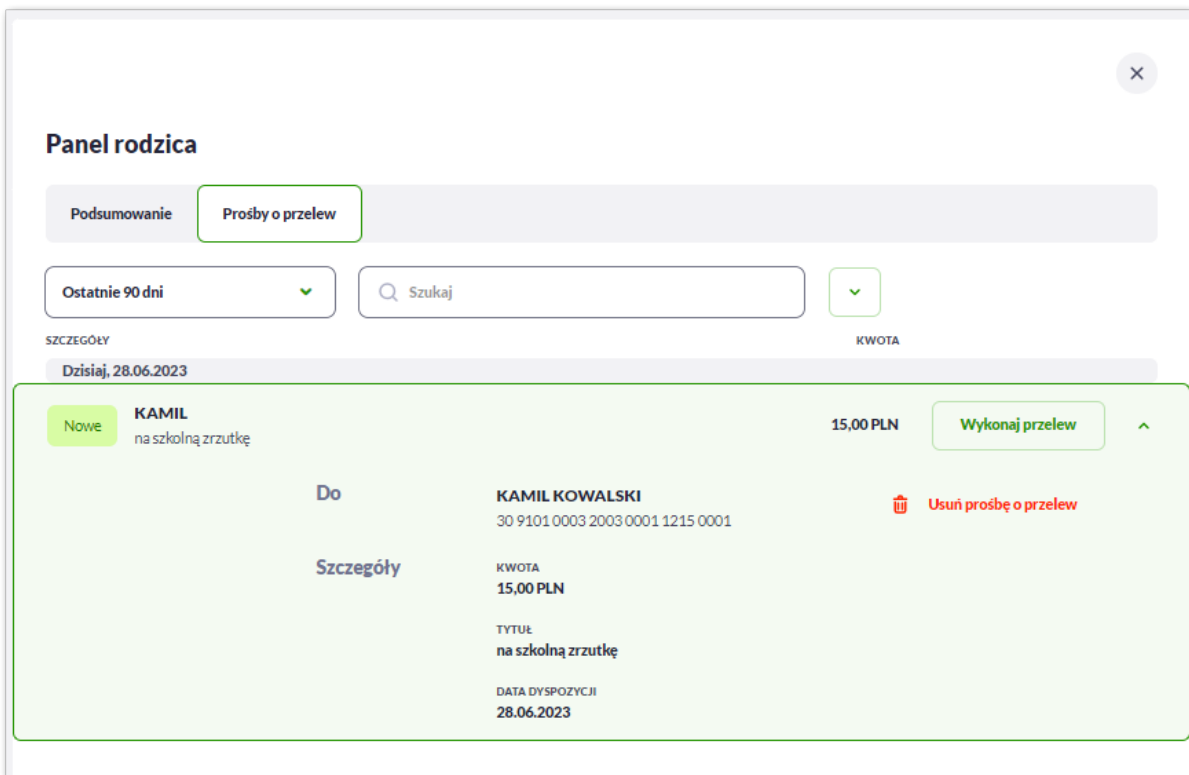 Panel rodzica
Podsumowanie Prośby o przelew
Ostatnie 90 dni Szukaj
SZCZEGÓŁY KWOTA
Dzisiaj, 28.06.2023
Nowe KAMIL 15,00 PLN Wykonaj przelew
na szkolną zrzutkę
Do KAMIL KOWALSKI Usuń prośbę o przelew
30 9101 0003 2003 0001 1215 0001
Szczegóły KWOTA
15,00 PLN
TYTUŁ
na szkolną zrzutkę
DATA DYSPOZYCJI
28.06.2023